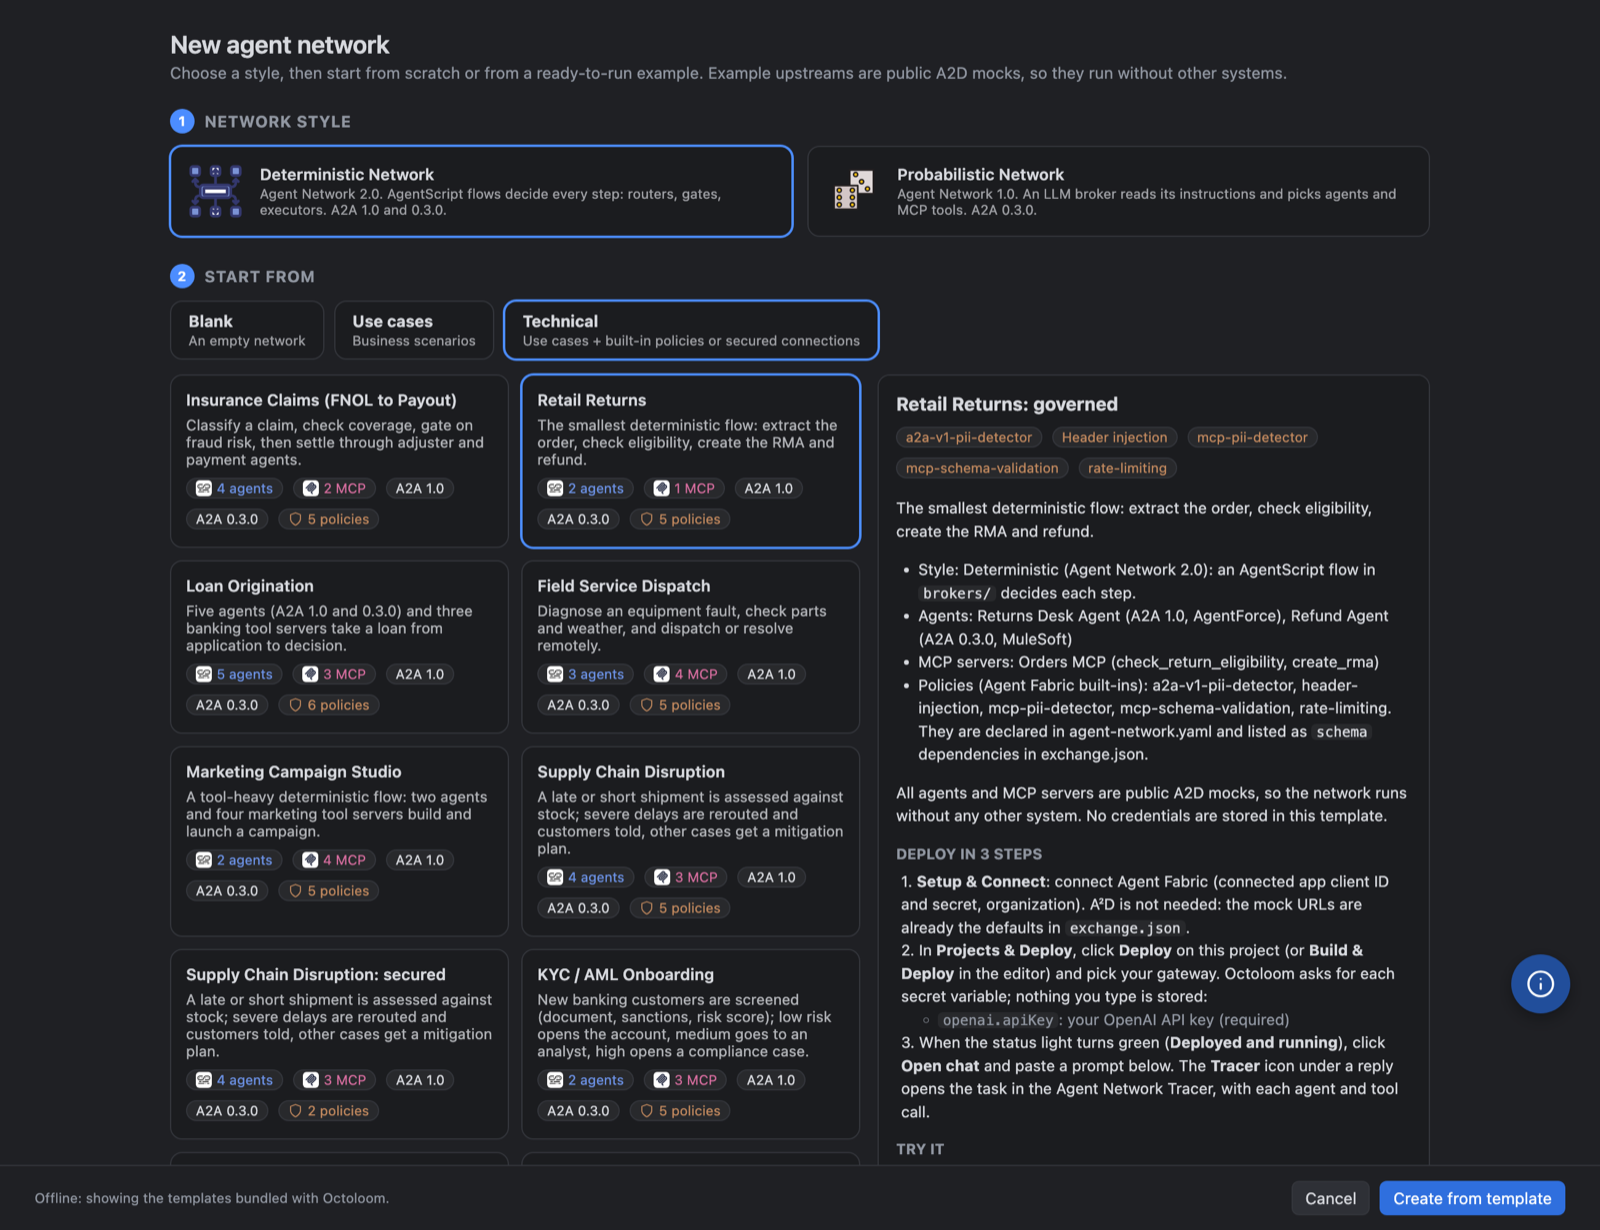 New agent network
Choose a style, then start from scratch or from a ready-to-run example. Example upstreams are public A2D mocks, so they run without other systems.
1 NETWORK STYLE
Deterministic Network
Agent Network 2.0. AgentScript flows decide every step: routers, gates,
executors. A2A 1.0 and 0.3.0.
Probabilistic Network
Agent Network 1.0. An LLM broker reads its instructions and picks agents and
MCP tools. A2A 0.3.0.
2 START FROM
Blank
An empty network
Use cases
Business scenarios
Technical
Use cases + built-in policies or secured connections
Insurance Claims (FNOL to Payout)
Classify a claim, check coverage, gate on
fraud risk, then settle through adjuster and
payment agents.
4 agents 2 MCP A2A 1.0
A2A 0.3.0 5 policies
Retail Returns
The smallest deterministic flow: extract the
order, check eligibility, create the RMA and
refund.
2 agents 1 MCP A2A 1.0
A2A 0.3.0 5 policies
Loan Origination
Five agents (A2A 1.0 and 0.3.0) and three
banking tool servers take a loan from
application to decision.
5 agents 3 MCP A2A 1.0
A2A 0.3.0 6 policies
Field Service Dispatch
Diagnose an equipment fault, check parts
and weather, and dispatch or resolve
remotely.
3 agents 4 MCP A2A 1.0
A2A 0.3.0 5 policies
Marketing Campaign Studio
A tool-heavy deterministic flow: two agents
and four marketing tool servers build and
launch a campaign.
2 agents 4 MCP A2A 1.0
A2A 0.3.0 5 policies
Supply Chain Disruption
A late or short shipment is assessed against
stock; severe delays are rerouted and
customers told, other cases get a mitigation
plan.
4 agents 3 MCP A2A 1.0
A2A 0.3.0 5 policies
Supply Chain Disruption: secured
A late or short shipment is assessed against
stock; severe delays are rerouted and
customers told, other cases get a mitigation
plan.
4 agents 3 MCP A2A 1.0
A2A 0.3.0 2 policies
KYC / AML Onboarding
New banking customers are screened
(document, sanctions, risk score); low risk
opens the account, medium goes to an
analyst, high opens a compliance case.
2 agents 3 MCP A2A 1.0
A2A 0.3.0 5 policies
Retail Returns: governed
a2a-v1-pii-detector Header injection mcp-pii-detector
mcp-schema-validation rate-limiting
The smallest deterministic flow: extract the order, check eligibility,
create the RMA and refund.
• Style: Deterministic (Agent Network 2.0): an AgentScript flow in
brokers/ decides each step.
• Agents: Returns Desk Agent (A2A 1.0, AgentForce), Refund Agent
(A2A 0.3.0, MuleSoft)
• MCP servers: Orders MCP (check_return_eligibility, create_rma)
• Policies (Agent Fabric built-ins): a2a-v1-pii-detector, header-
injection, mcp-pii-detector, mcp-schema-validation, rate-limiting.
They are declared in agent-network.yaml and listed as schema
dependencies in exchange.json.
All agents and MCP servers are public A2D mocks, so the network runs
without any other system. No credentials are stored in this template.
DEPLOY IN 3 STEPS
1. Setup & Connect: connect Agent Fabric (connected app client ID
and secret, organization). A²D is not needed: the mock URLs are
already the defaults in exchange.json.
2. In Projects & Deploy, click Deploy on this project (or Build &
Deploy in the editor) and pick your gateway. Octoloom asks for each
secret variable; nothing you type is stored:
◦ openai.apiKey: your OpenAI API key (required)
3. When the status light turns green (Deployed and running), click
Open chat and paste a prompt below. The Tracer icon under a reply
opens the task in the Agent Network Tracer, with each agent and tool
call.
TRY IT
Offline: showing the templates bundled with Octoloom.
Cancel
Create from template